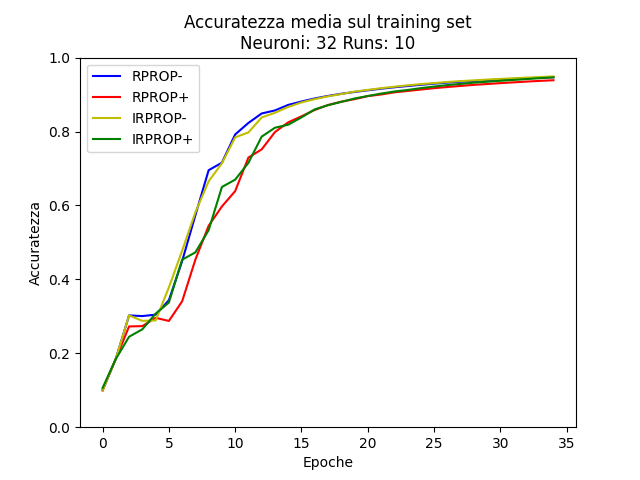 Accuratezza media sul training set
Neuroni: 32 Runs: 10
1.0
0.8
0.6
0.4
0.2
0.0
Accuratezza
RPROP-
RPROP+
IRPROP-
IRPROP+
0 5 10 15 20 25 30 35
Epoche